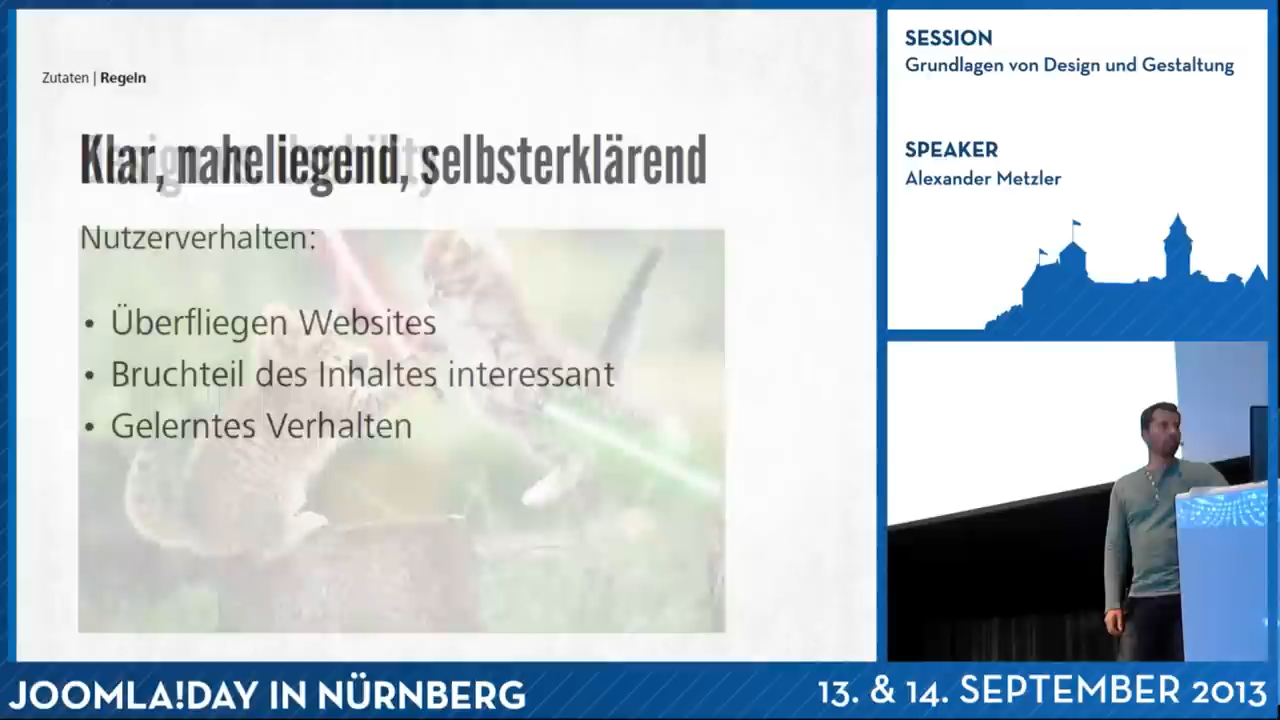 Zutaten | Regeln
Klar, naheliegend, selbsterklärend
Nutzerverhalten:
• Überfliegen Websites
• Bruchteil des Inhaltes interessant
• Gelerntes Verhalten
SESSION
Grundlagen von Design und Gestaltung
SPEAKER
Alexander Metzler
JOOMLA!DAY IN NÜRNBERG
13. & 14. SEPTEMBER 2013